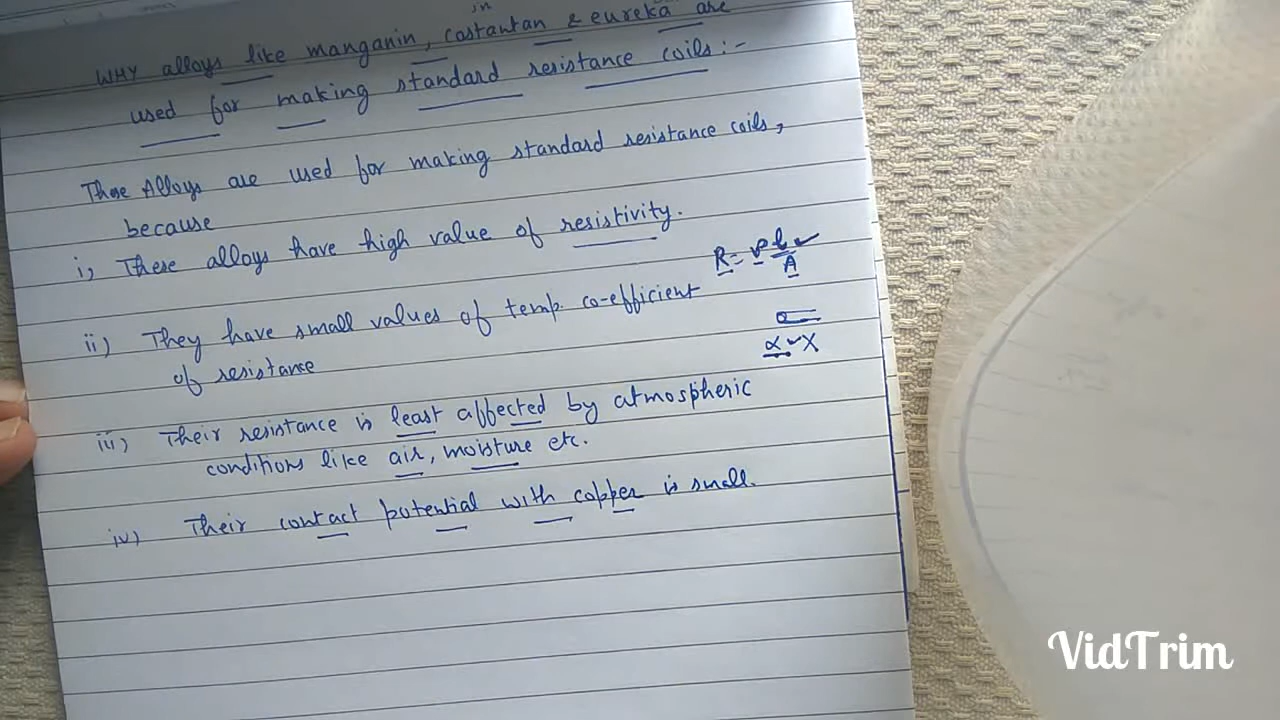 in
WHY alloys like manganin, costantan & eureka are
used for making standard resistance coils:-
These Alloys are used for making standard resistance coils,
because
i, These alloys have high value of resistivity.
R = ρ l / A
ii) They have small values of temp. co-efficient
of resistance
α X
iii) Their resistance is least affected by atmospheric
conditions like air, moisture etc.
iv) Their contact potential with copper is small.
VidTrim